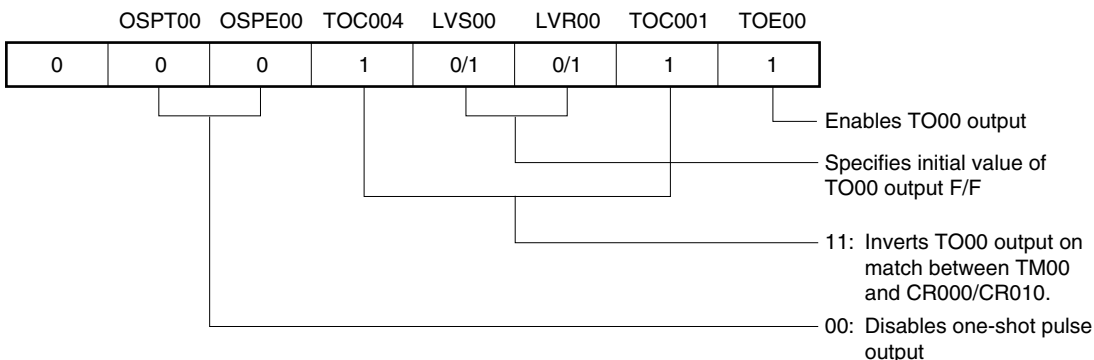 OSPT00 OSPE00 TOC004 LVS00 LVR00 TOC001 TOE00
0 0 0 1 0/1 0/1 1 1
Enables TO00 output
Specifies initial value of
TO00 output F/F
11: Inverts TO00 output on
match between TM00
and CR000/CR010.
00: Disables one-shot pulse
output